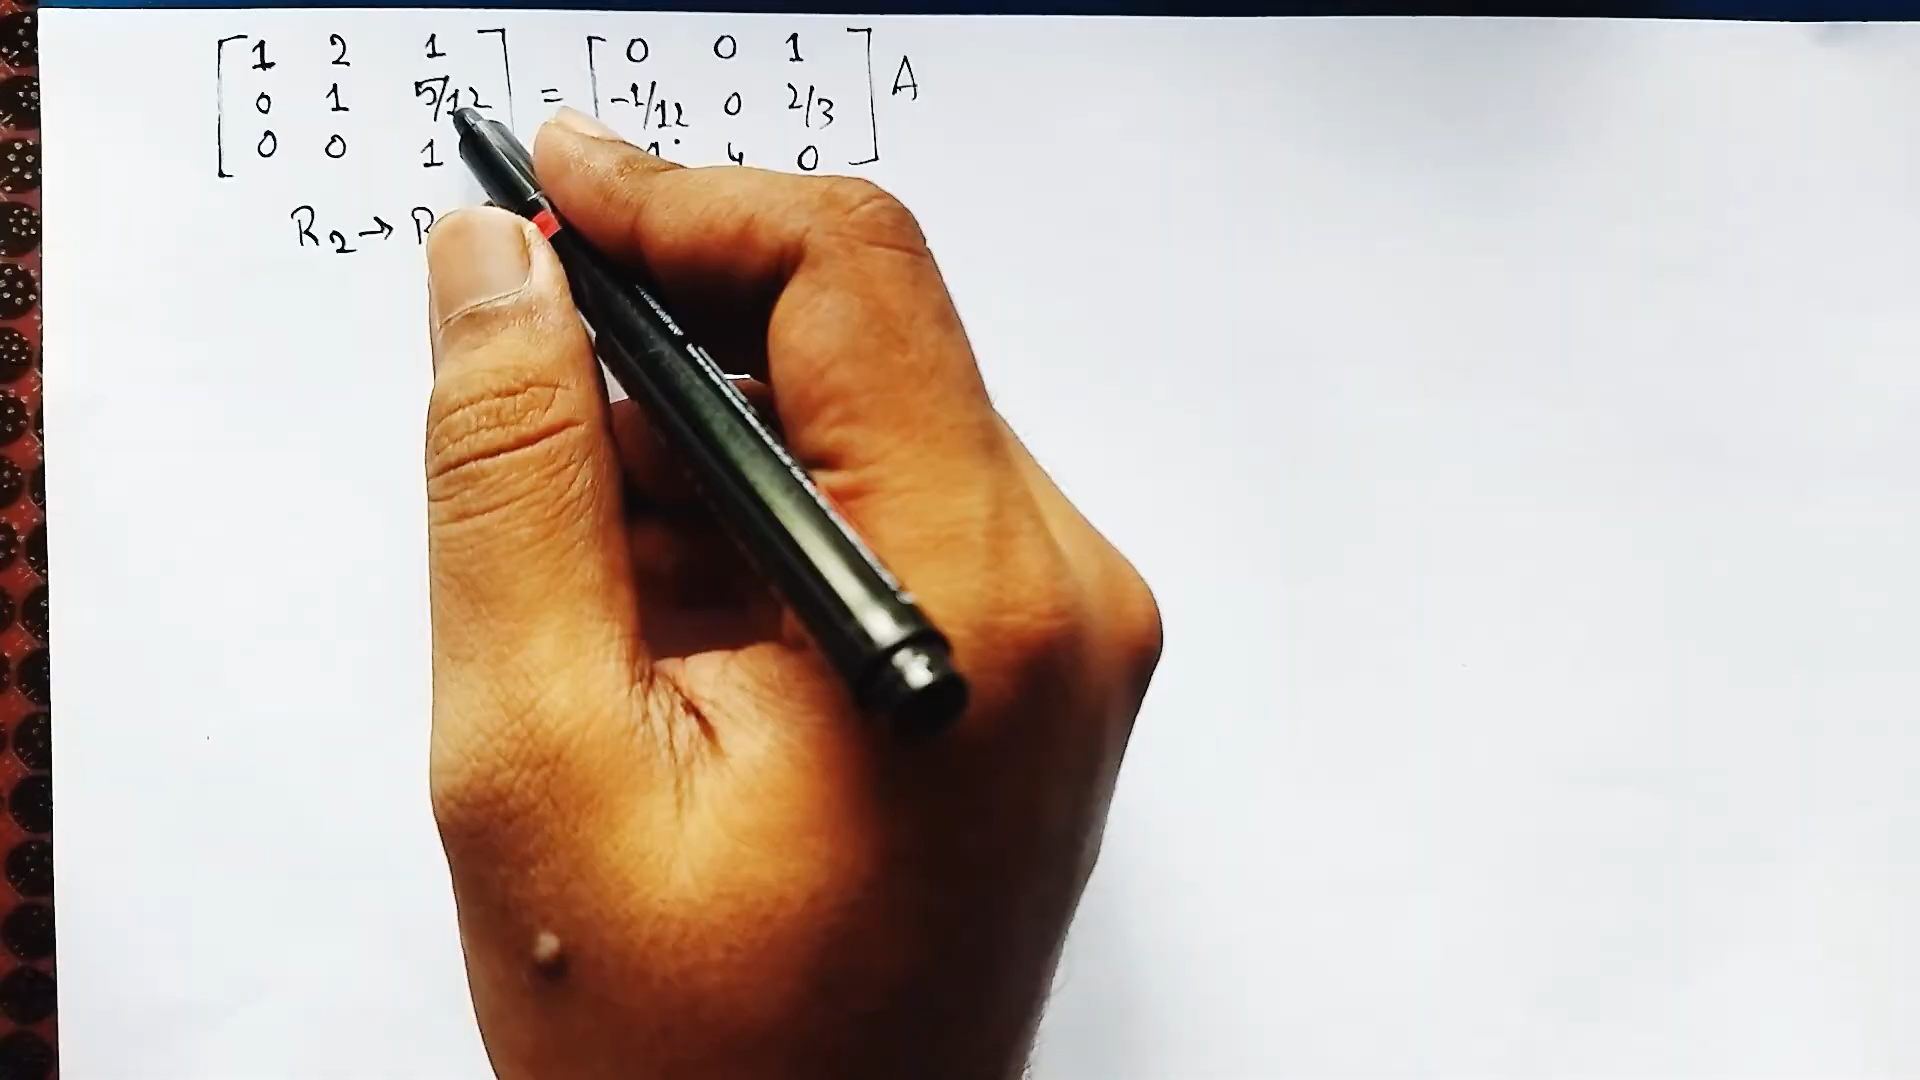 1 2 1 0 0 1
0 1 5/12 = -1/12 0 2/3 A
0 0 1 4 0
R2 → R